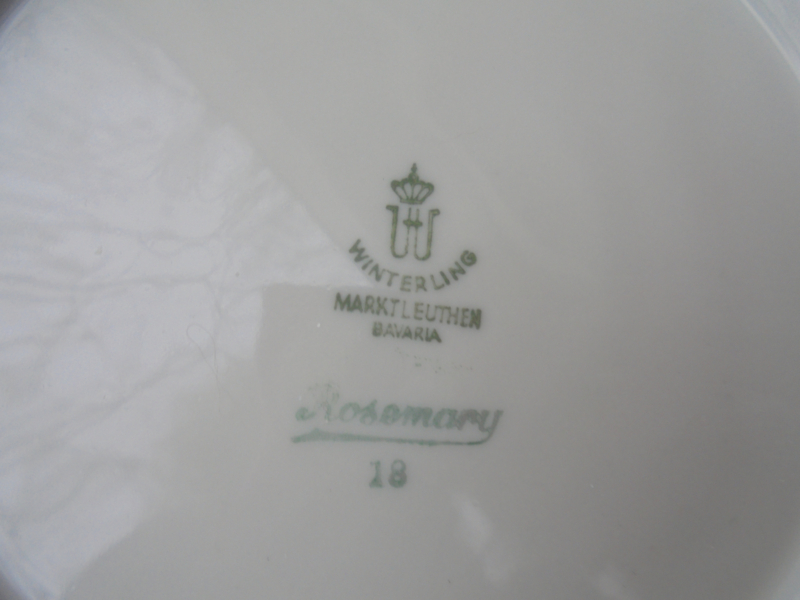 W
WINTERLING
MARKTLEUTHEN
BAVARIA
Rosemary
18